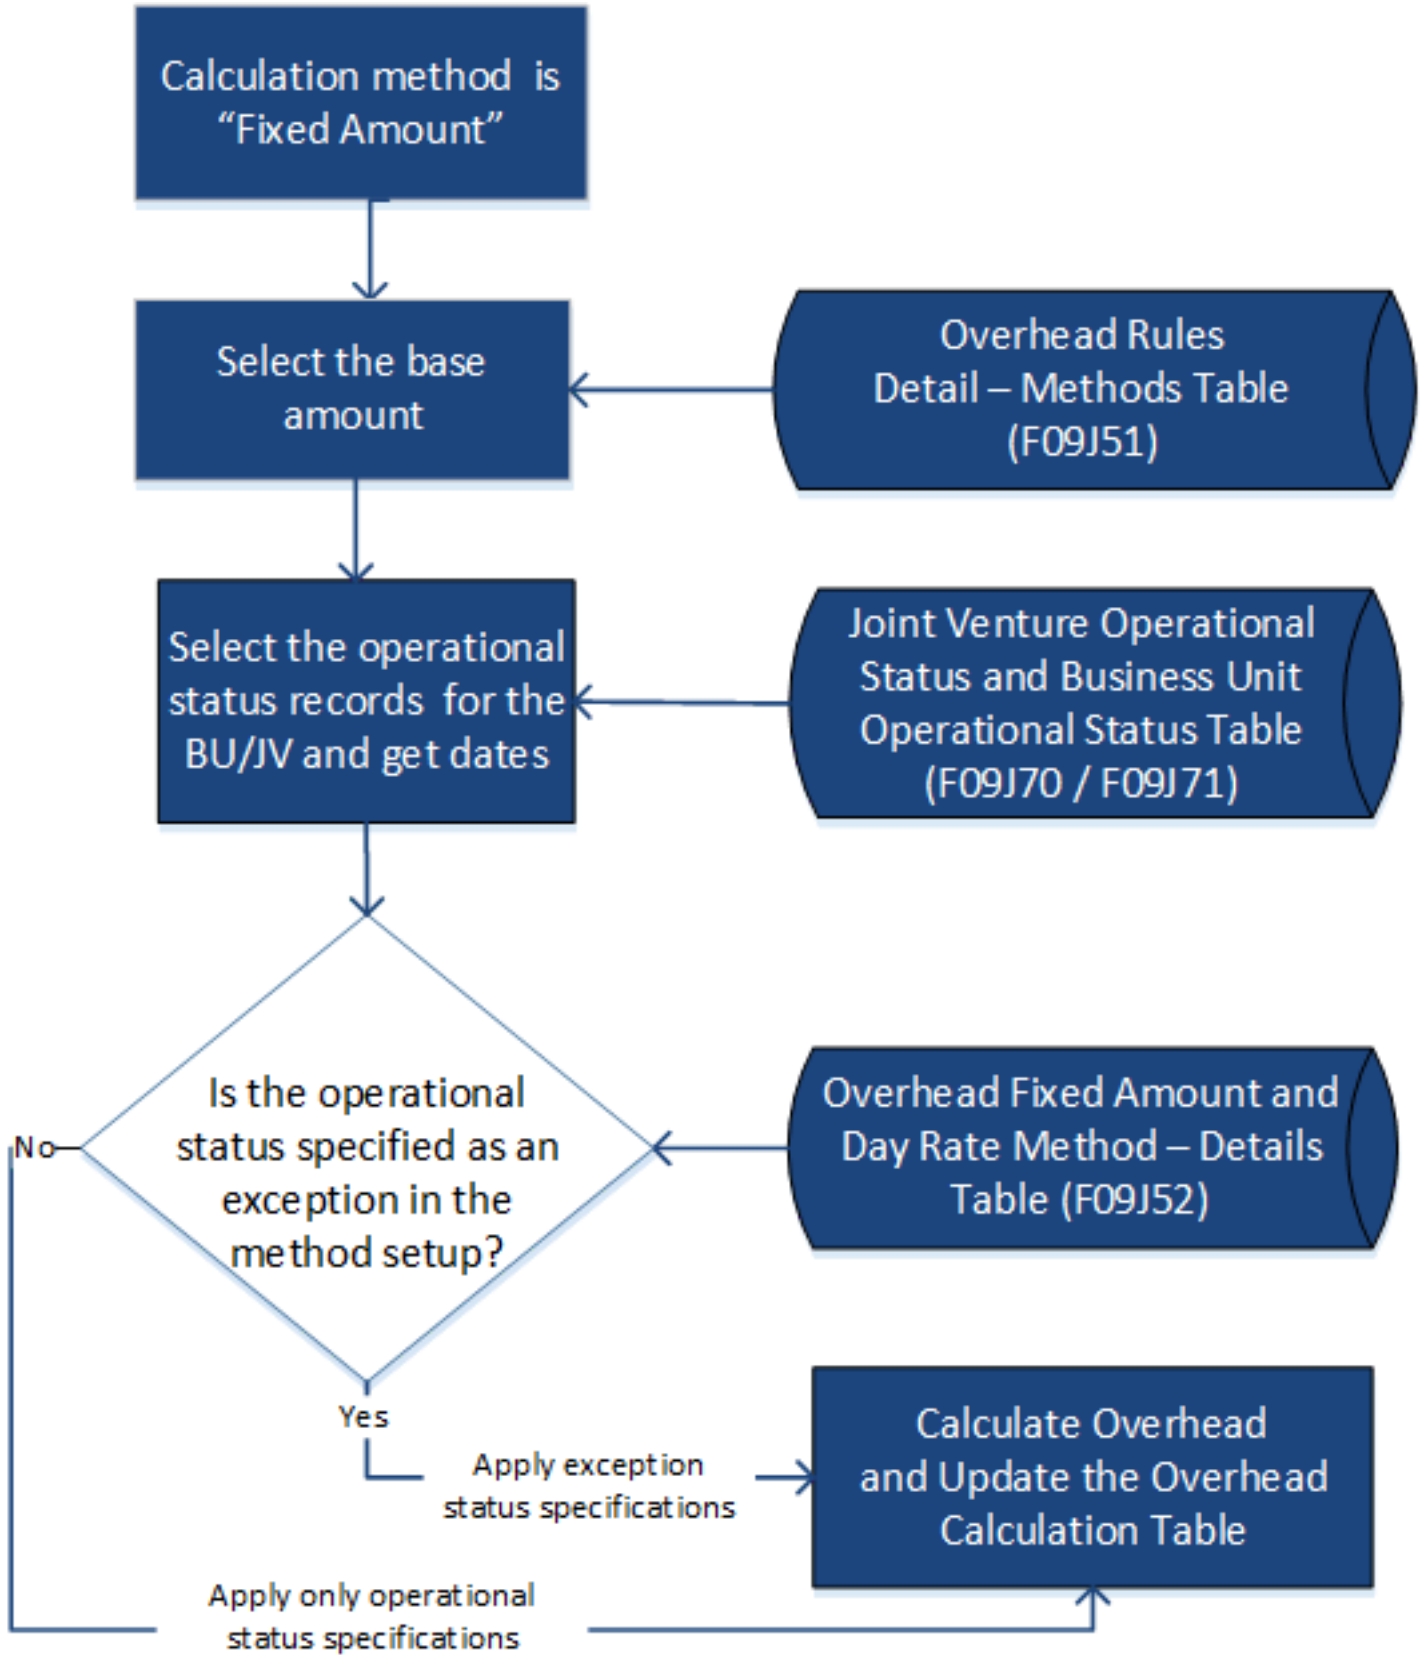 Calculation method is
“Fixed Amount”
Select the base
amount
Overhead Rules
Detail – Methods Table
(F09J51)
Select the operational
status records for the
BU/JV and get dates
Joint Venture Operational
Status and Business Unit
Operational Status Table
(F09J70 / F09J71)
Is the operational
status specified as an
exception in the
method setup?
Overhead Fixed Amount and
Day Rate Method – Details
Table (F09J52)
No
Yes
Apply exception
status specifications
Calculate Overhead
and Update the Overhead
Calculation Table
Apply only operational
status specifications